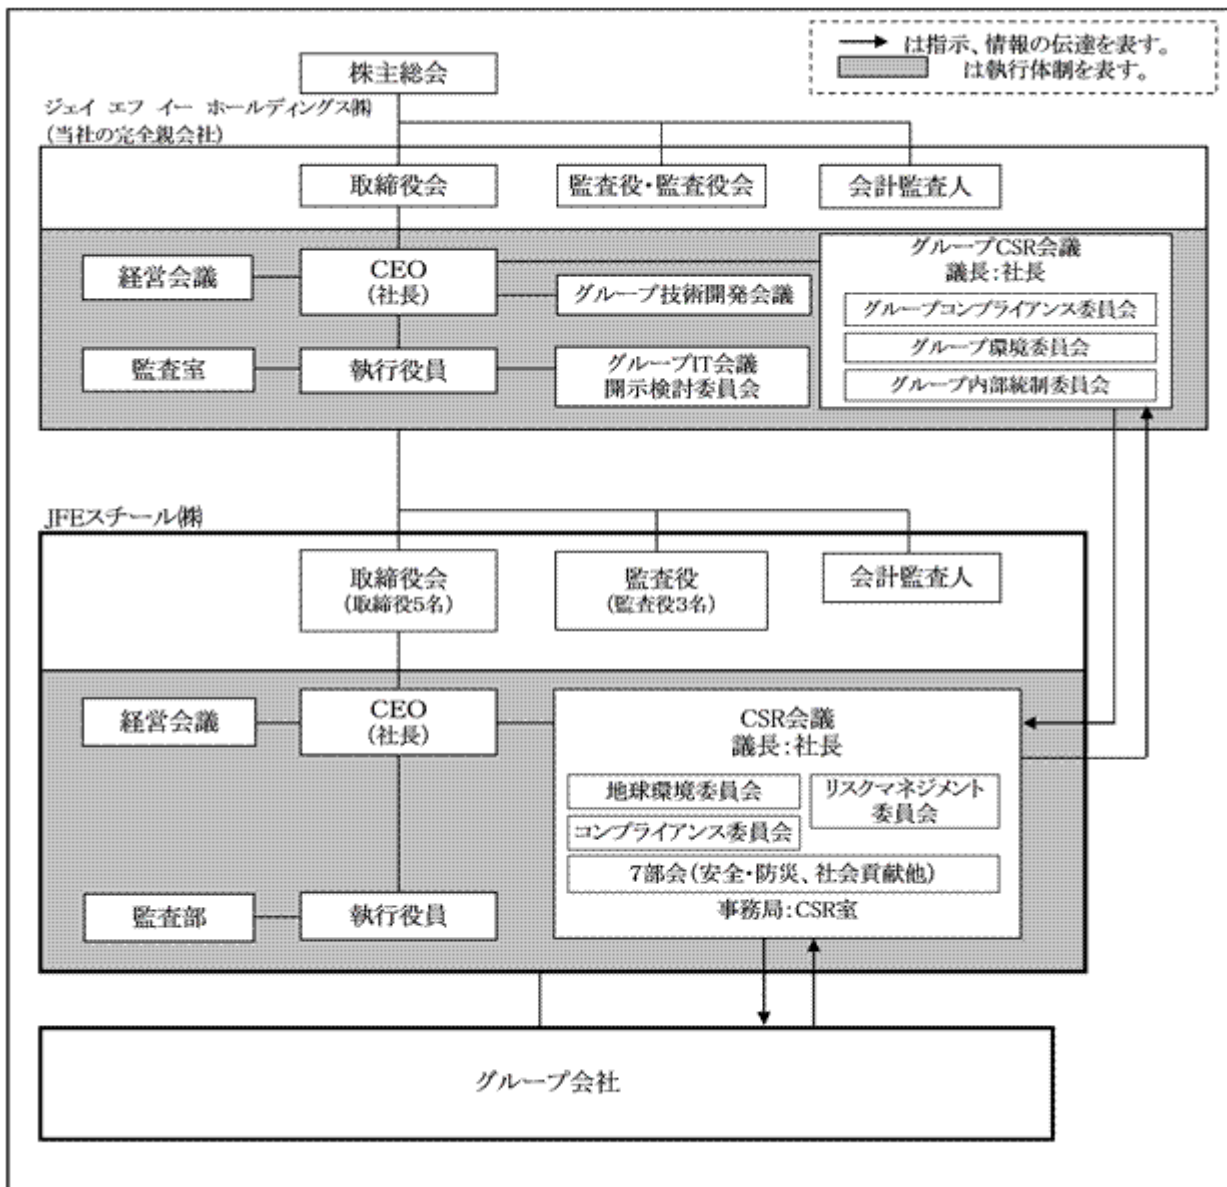 は指示、情報の伝達を表す。
は執行体制を表す。
株主総会
ジェイ エフ イー ホールディングス㈱
(当社の完全親会社)
取締役会
監査役・監査役会
会計監査人
経営会議
CEO
(社長)
グループ技術開発会議
グループCSR会議
議長:社長
グループコンプライアンス委員会
グループ環境委員会
グループ内部統制委員会
監査室
執行役員
グループIT会議
開示検討委員会
JFEスチール㈱
取締役会
(取締役5名)
監査役
(監査役3名)
会計監査人
経営会議
CEO
(社長)
CSR会議
議長:社長
地球環境委員会
リスクマネジメント
委員会
コンプライアンス委員会
7部会(安全・防災、社会貢献他)
事務局:CSR室
監査部
執行役員
グループ会社